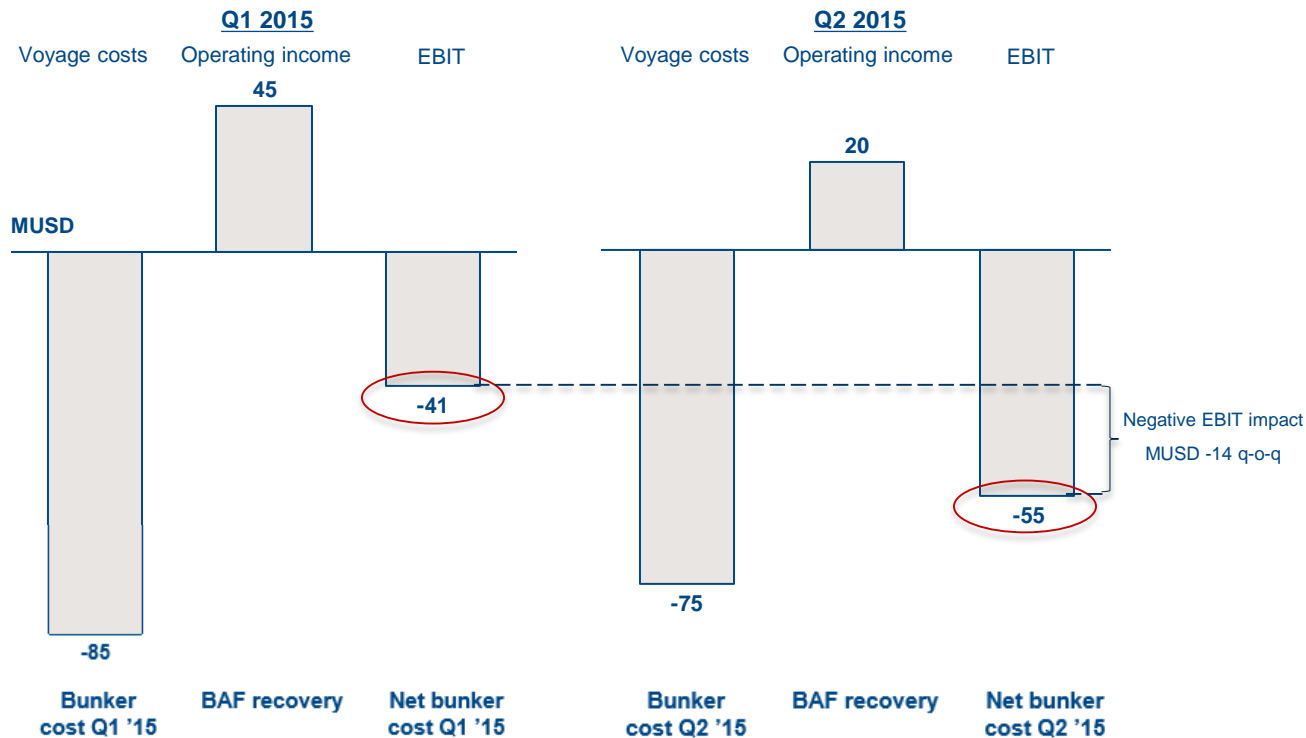 Q1 2015
Voyage costs Operating income EBIT
45
MUSD
-41
-85
Bunker cost Q1 ’15
BAF recovery
Net bunker cost Q1 ’15
Q2 2015
Voyage costs Operating income EBIT
20
Negative EBIT impact
MUSD -14 q-o-q
-55
-75
Bunker cost Q2 ’15
BAF recovery
Net bunker cost Q2 ’15